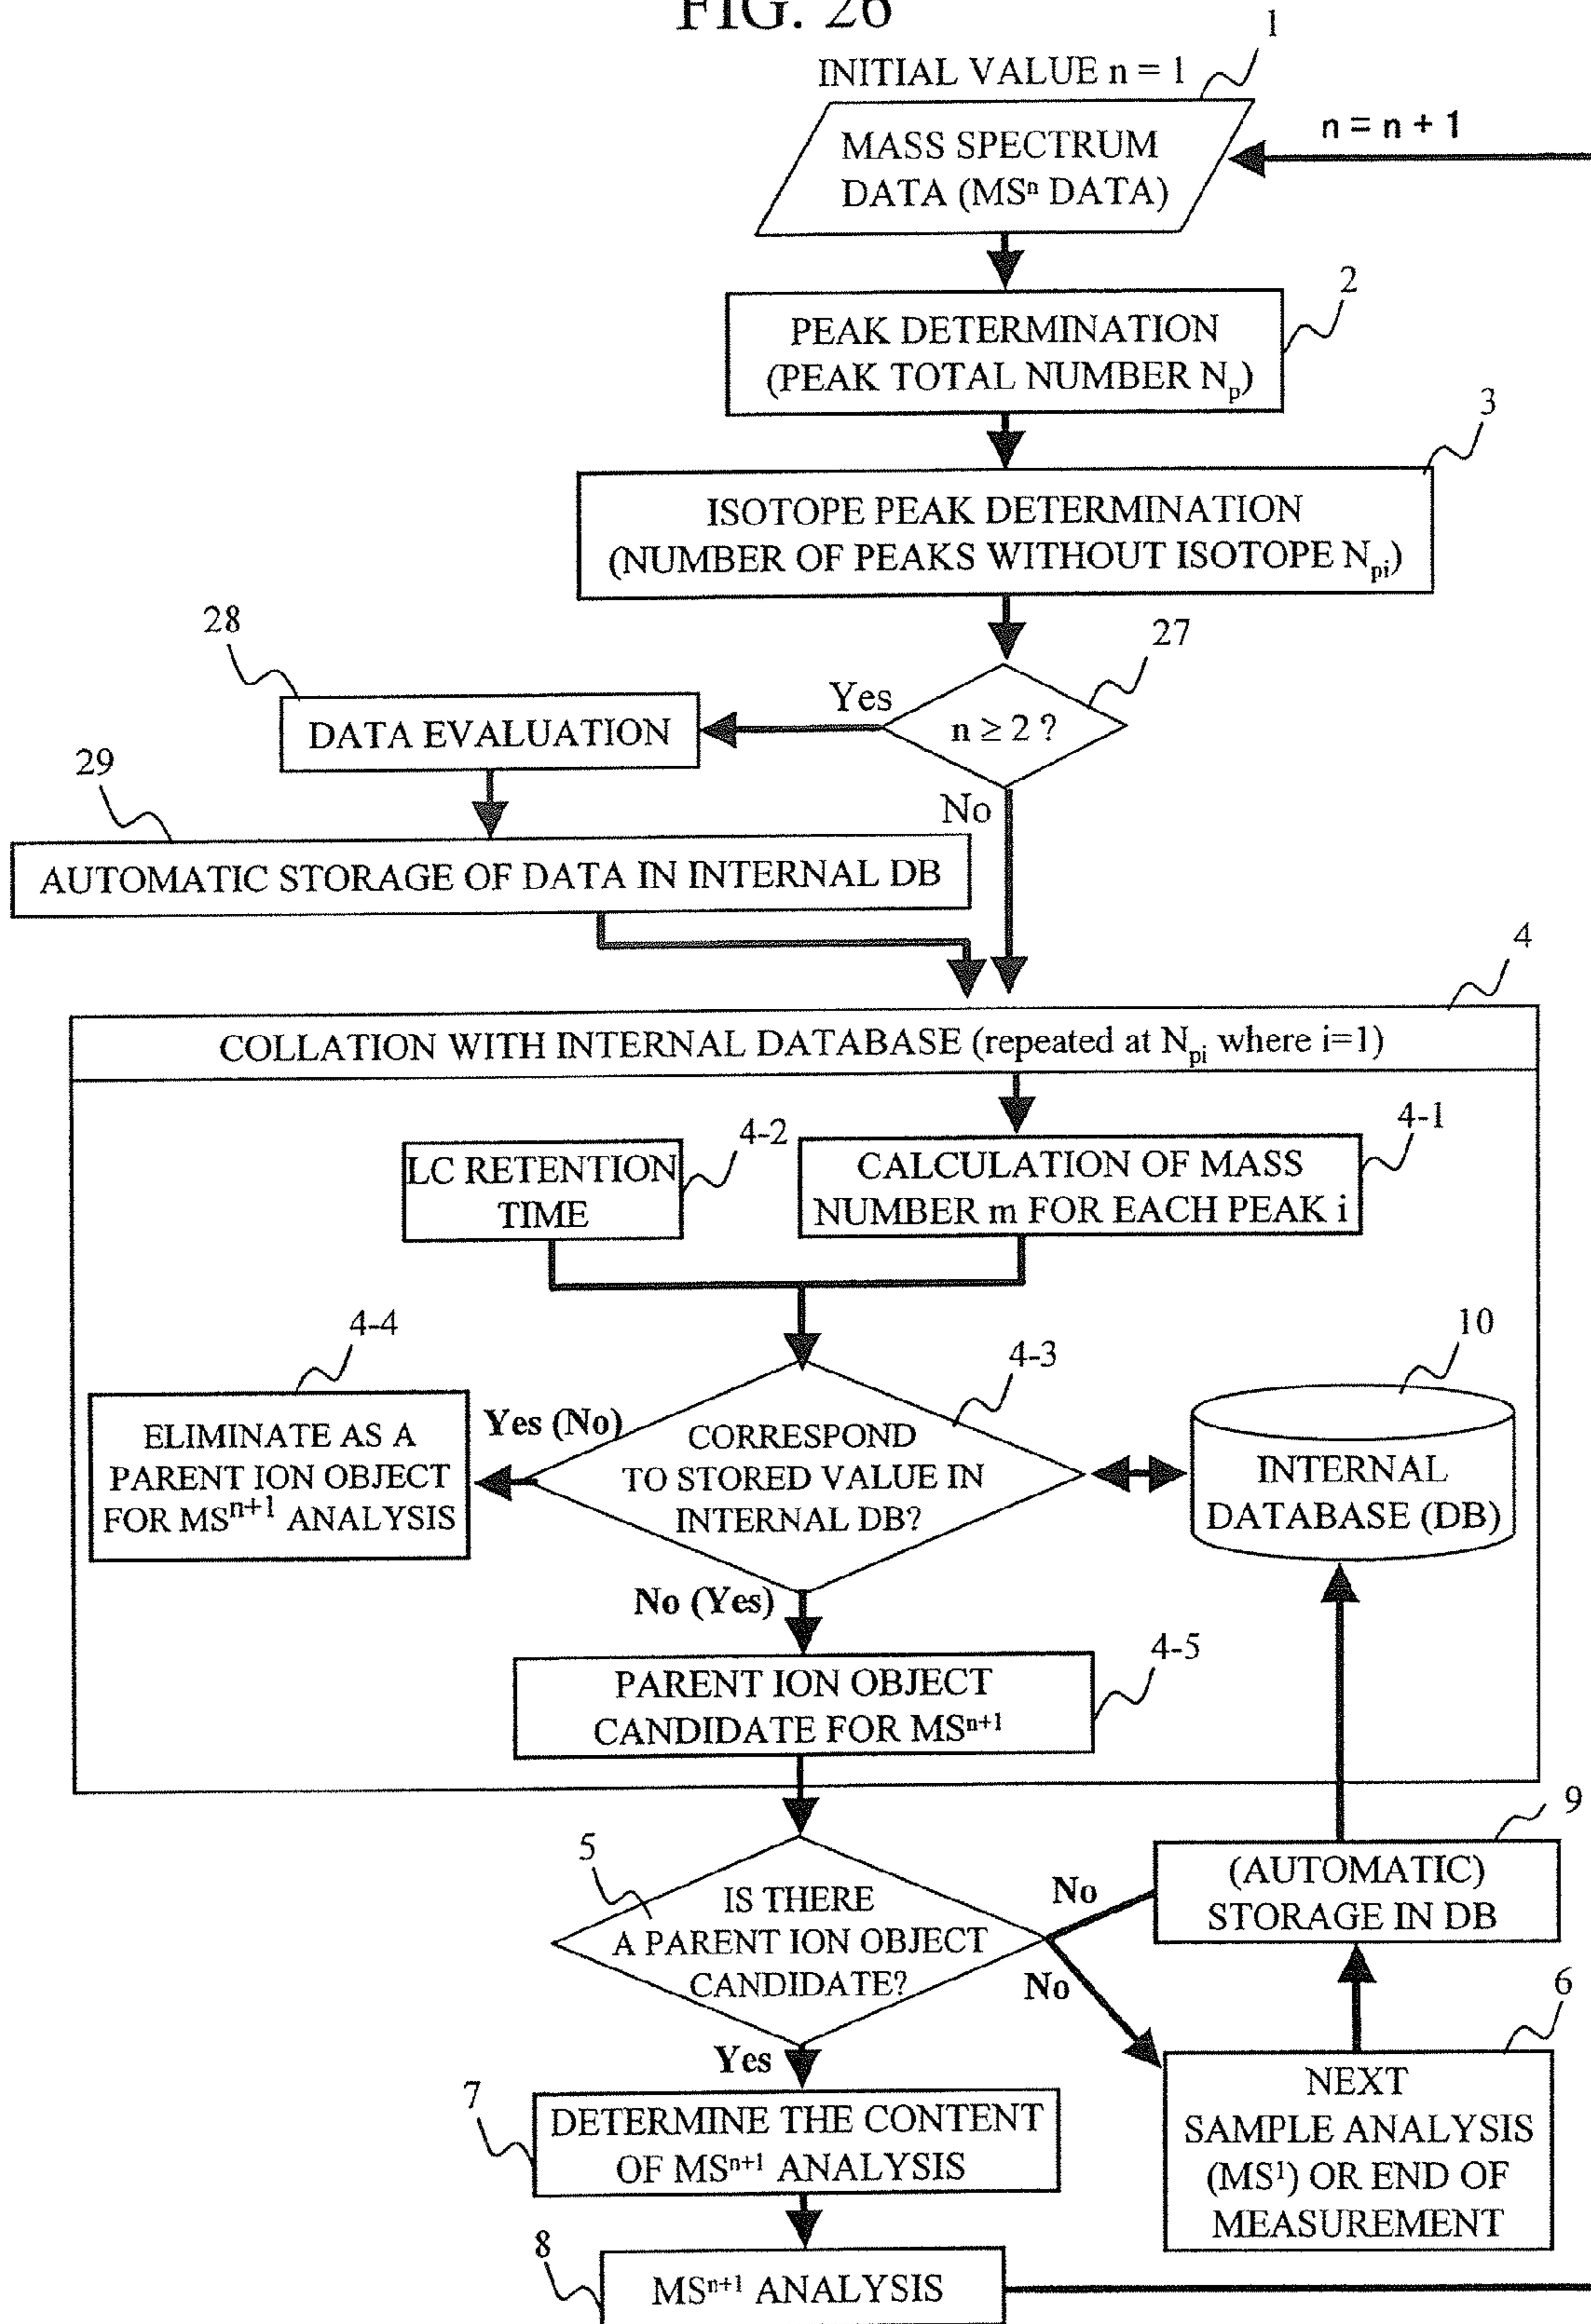 FIG. 26
1
INITIAL VALUE n = 1
n = n + 1
MASS SPECTRUM
DATA (MSⁿ DATA)
2
PEAK DETERMINATION
(PEAK TOTAL NUMBER Nₚ)
3
ISOTOPE PEAK DETERMINATION
(NUMBER OF PEAKS WITHOUT ISOTOPE Nₚᵢ)
28
27
Yes
n ≥ 2 ?
DATA EVALUATION
29
No
AUTOMATIC STORAGE OF DATA IN INTERNAL DB
4
COLLATION WITH INTERNAL DATABASE (repeated at Nₚᵢ where i=1)
4-2
4-1
LC RETENTION
TIME
CALCULATION OF MASS
NUMBER m FOR EACH PEAK i
4-4
4-3
10
Yes (No)
ELIMINATE AS A
PARENT ION OBJECT
FOR MSⁿ⁺¹ ANALYSIS
CORRESPOND
TO STORED VALUE IN
INTERNAL DB?
INTERNAL
DATABASE (DB)
No (Yes)
4-5
PARENT ION OBJECT
CANDIDATE FOR MSⁿ⁺¹
9
5
IS THERE
A PARENT ION OBJECT
CANDIDATE?
No
(AUTOMATIC)
STORAGE IN DB
No
6
Yes
NEXT
SAMPLE ANALYSIS
(MS¹) OR END OF
MEASUREMENT
7
DETERMINE THE CONTENT
OF MSⁿ⁺¹ ANALYSIS
8
MSⁿ⁺¹ ANALYSIS